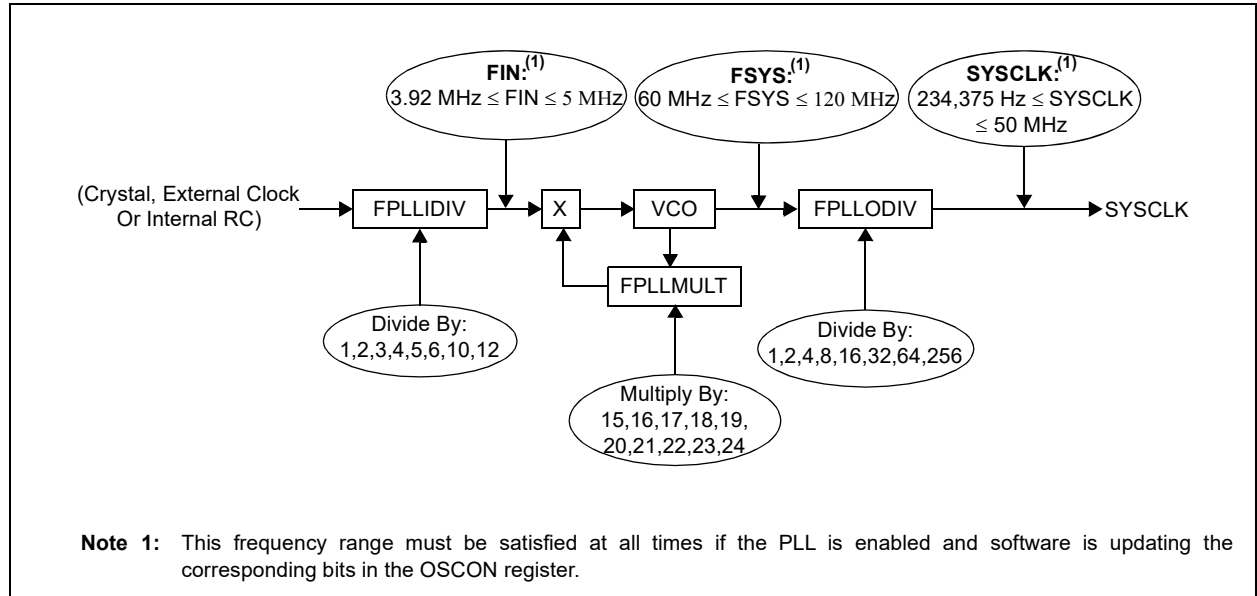 FIN:(1)
3.92 MHz ≤ FIN ≤ 5 MHz
FSYS:(1)
60 MHz ≤ FSYS ≤ 120 MHz
SYSCLK:(1)
234,375 Hz ≤ SYSCLK
≤ 50 MHz
(Crystal, External Clock
Or Internal RC)
FPLLIDIV
X
VCO
FPLLODIV
SYSCLK
FPLLMULT
Divide By:
1,2,3,4,5,6,10,12
Divide By:
1,2,4,8,16,32,64,256
Multiply By:
15,16,17,18,19,
20,21,22,23,24
Note 1: This frequency range must be satisfied at all times if the PLL is enabled and software is updating the
corresponding bits in the OSCON register.